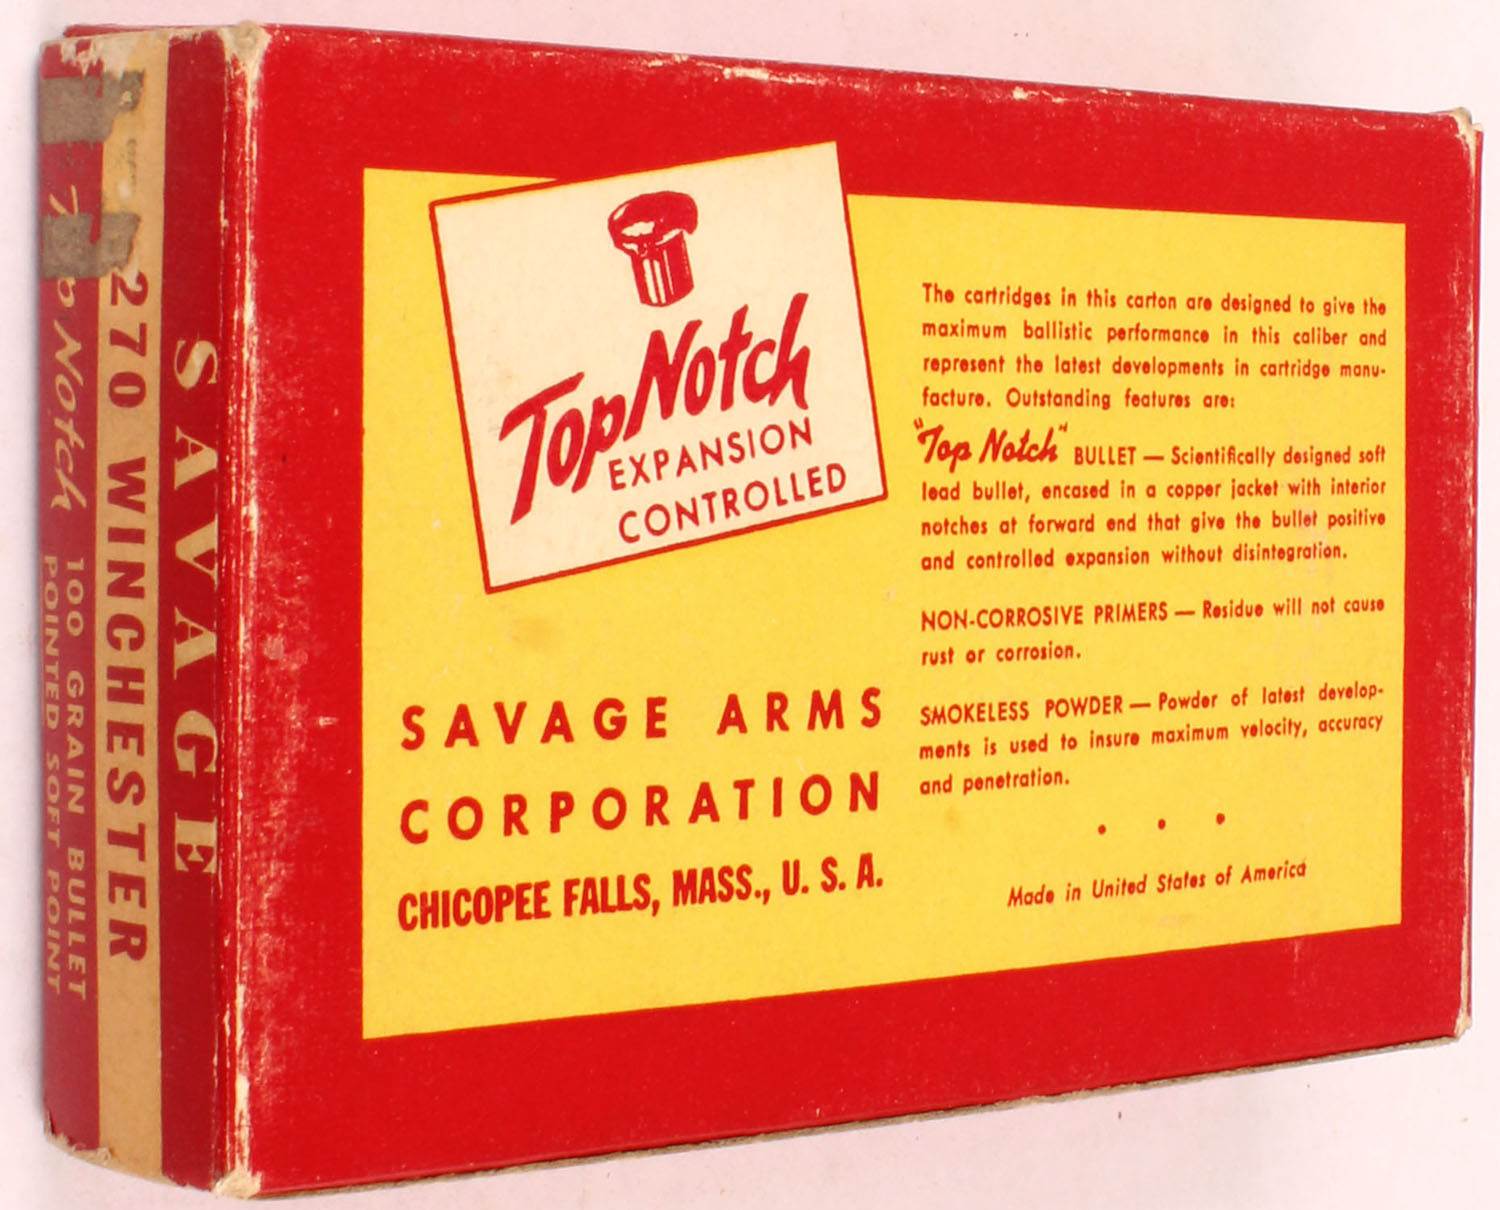 SAVAGE
270 WINCHESTER
Top Notch
100 GRAIN BULLET
POINTED SOFT POINT
Top Notch
EXPANSION
CONTROLLED
SAVAGE ARMS
CORPORATION
CHICOPEE FALLS, MASS., U. S. A.
The cartridges in this carton are designed to give the
maximum ballistic performance in this caliber and
represent the latest developments in cartridge manu-
facture. Outstanding features are:
"Top Notch" BULLET — Scientifically designed soft
lead bullet, encased in a copper jacket with interior
notches at forward end that give the bullet positive
and controlled expansion without disintegration.
NON-CORROSIVE PRIMERS — Residue will not cause
rust or corrosion.
SMOKELESS POWDER — Powder of latest develop-
ments is used to insure maximum velocity, accuracy
and penetration.
• • •
Made in United States of America